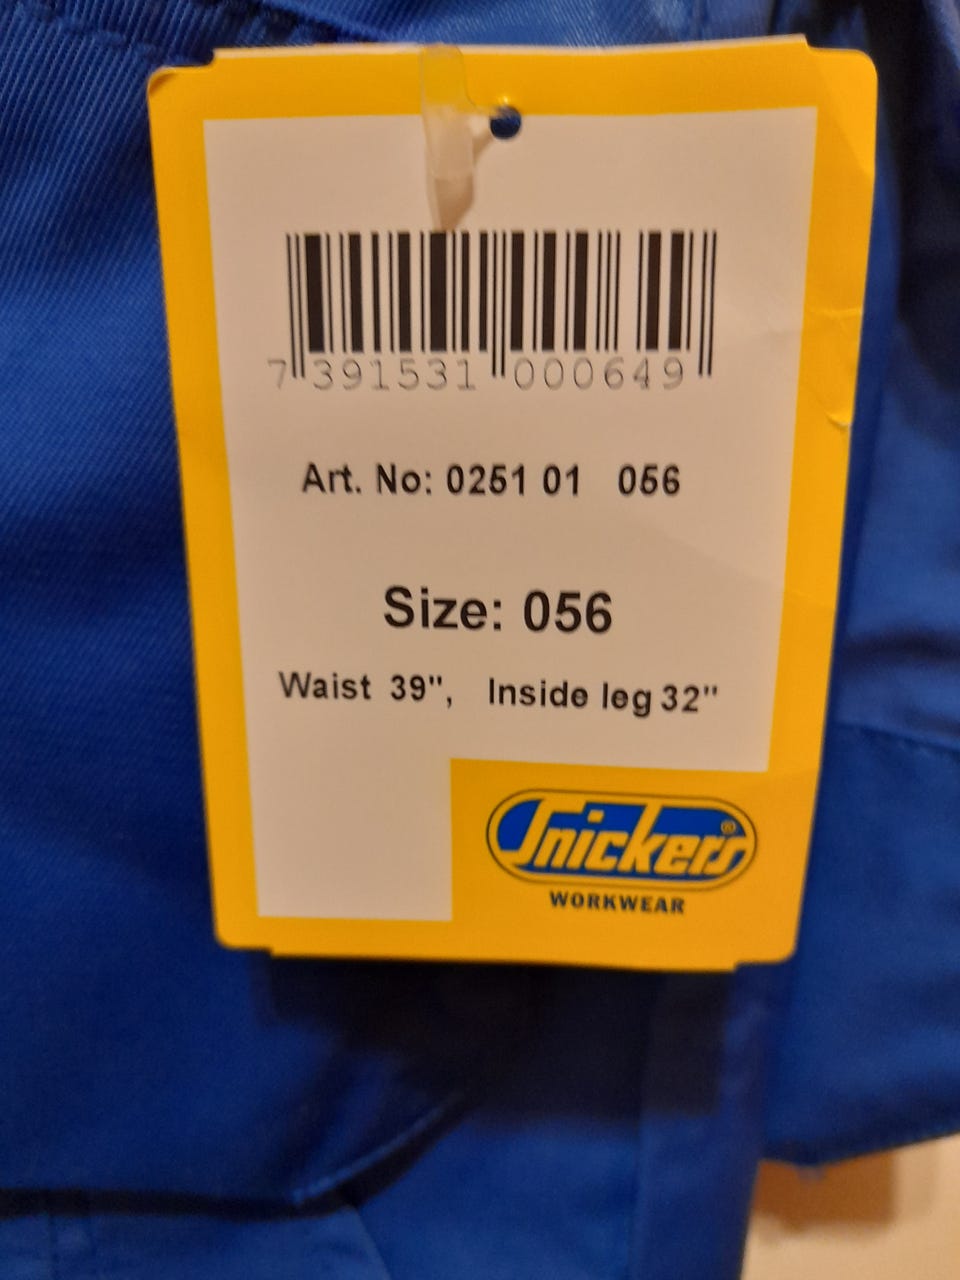 7 391531 000649
Art. No: 0251 01 056
Size: 056
Waist 39", Inside leg 32"
Snickers ®
WORKWEAR